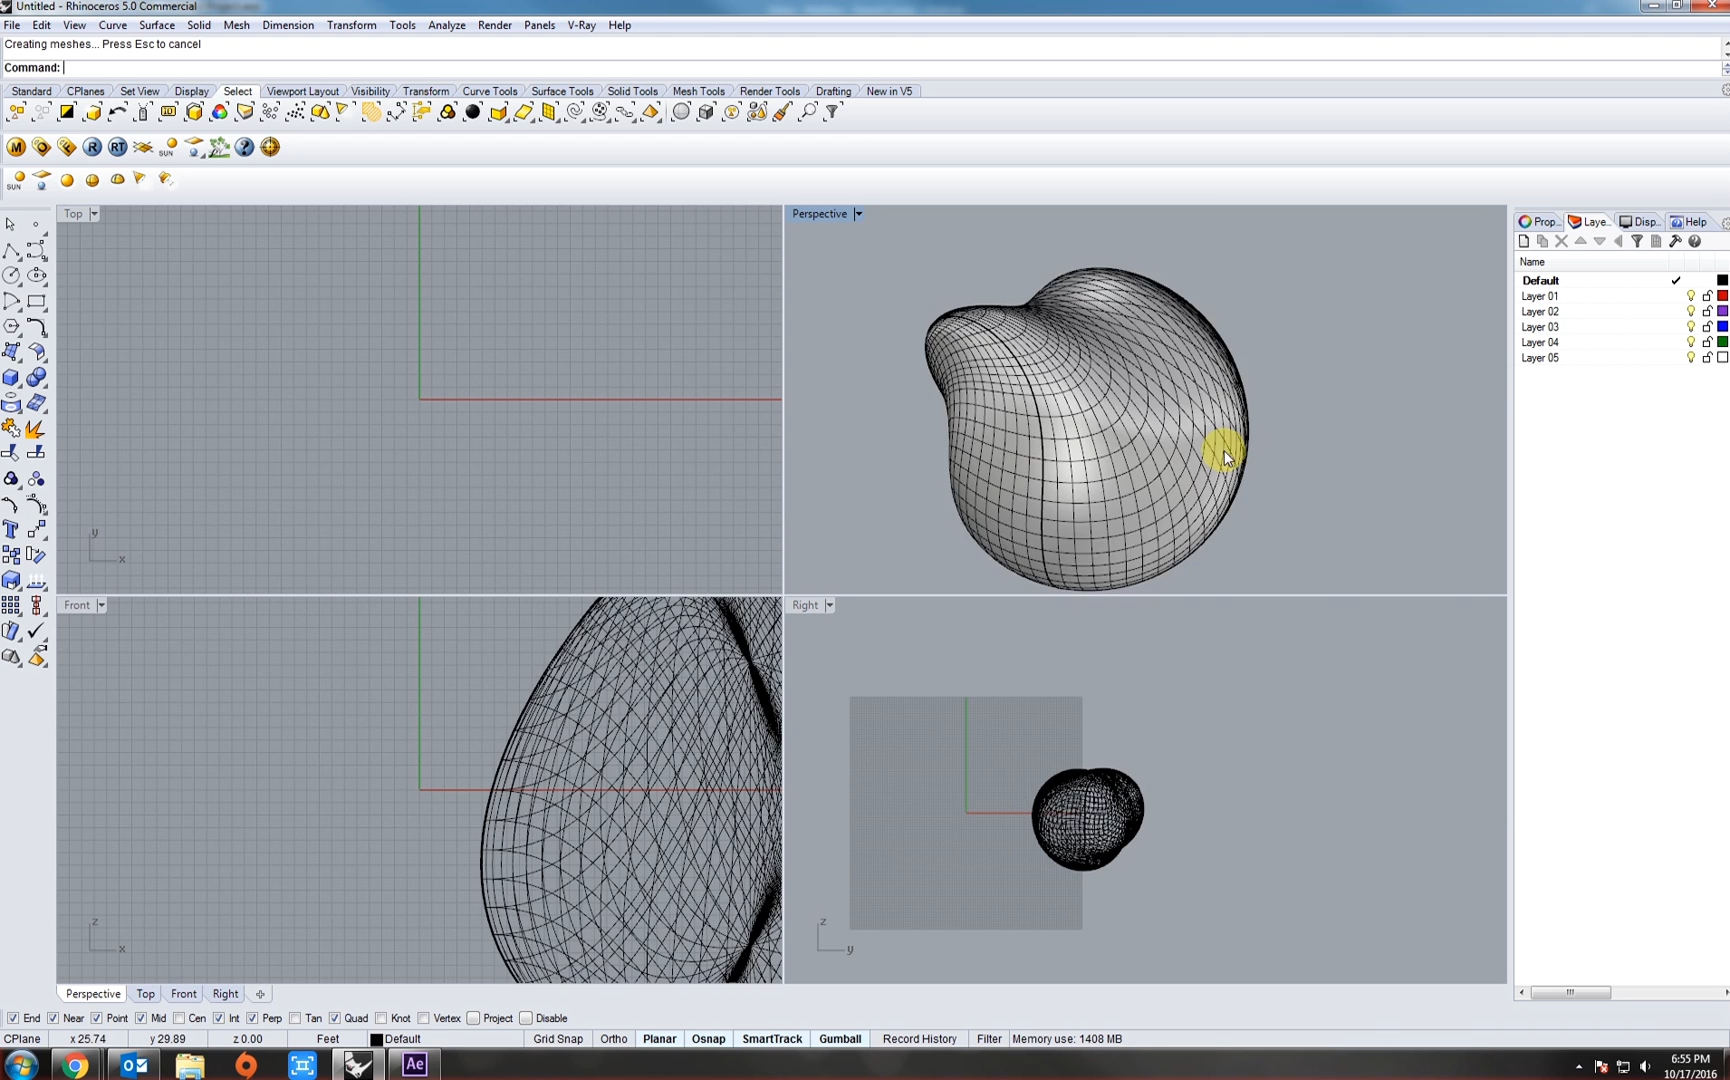 Untitled - Rhinoceros 5.0 Commercial
File Edit View Curve Surface Solid Mesh Dimension Transform Tools Analyze Render Panels V-Ray Help
Creating meshes... Press Esc to cancel
Command:
Standard CPlanes Set View Display Select Viewport Layout Visibility Transform Curve Tools Surface Tools Solid Tools Mesh Tools Render Tools Drafting New in V5
M R RT SUN
SUN
Top
Perspective
Prop... Laye... Disp... Help
Name
Default
Layer 01
Layer 02
Layer 03
Layer 04
Layer 05
y
x
Front
Right
z
x
z
y
Perspective Top Front Right
End Near Point Mid Cen Int Perp Tan Quad Knot Vertex Project Disable
CPlane x 25.74 y 29.89 z 0.00 Feet Default Grid Snap Ortho Planar Osnap SmartTrack Gumball Record History Filter Memory use: 1408 MB
Ae
6:55 PM
10/17/2016